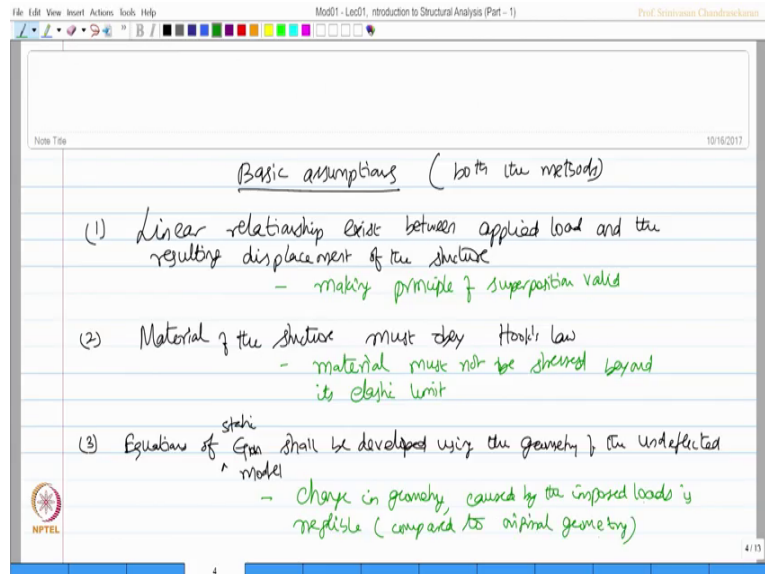 File Edit View Insert Actions Tools Help
Mod01 - Lec01, ntroduction to Structural Analysis (Part – 1)
Prof. Srinivasan Chandrasekaran
B I
Note Title
10/16/2017
Basic assumptions (both the methods)
(1) Linear relationship exist between applied load and the
resulting displacement of the structure
- making principle of superposition valid
(2) Material of the structure must obey Hook's law
- material must not be stressed beyond
its elastic limit
static
(3) Equations of Eqm shall be developed using the geometry of the undeflected
^ model
- change in geometry, caused by the imposed loads is
neglible (compared to original geometry)
NPTEL
4 / 13
4